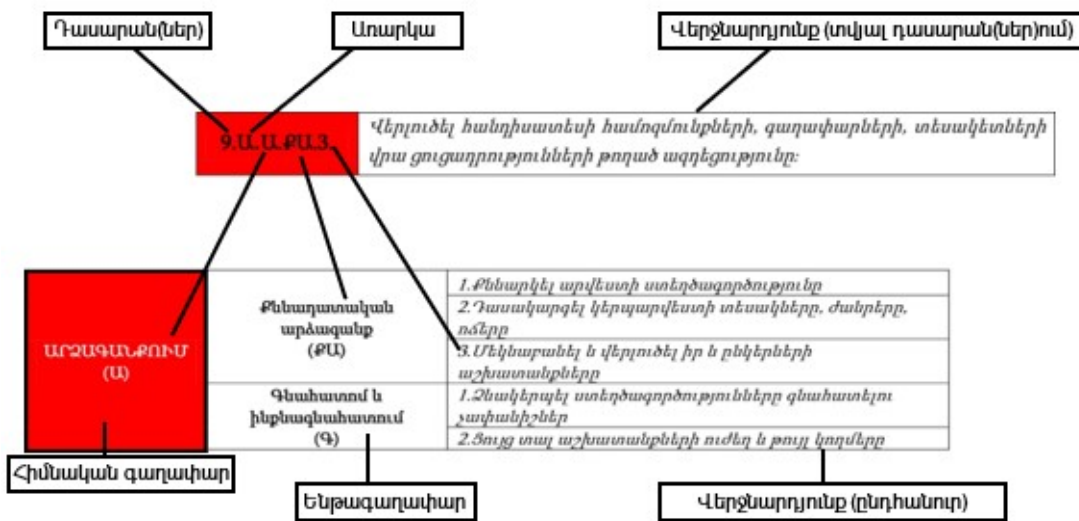 Դասարան(ներ)
Առարկա
Վերջնարդյունք (տվյալ դասարան(ներ)ում)
9.Ա.Ա.ՔԱ.3.
Վերլուծել հանդիսատեսի համոզմունքների, գաղափարների, տեսակետների
վրա ցուցադրությունների թողած ազդեցությունը:
ԱՐՁԱԳԱՆՔՈՒՄ
(Ա)
Քննադատական
արձագանք
(ՔԱ)
1.Քննարկել արվեստի ստեղծագործությունը
2.Դասակարգել կերպարվեստի տեսակները, ժանրերը,
ոճերը
3.Մեկնաբանել և վերլուծել իր և ընկերների
աշխատանքները
Գնահատոմ և
ինքնագնահատում
(Գ)
1.Ձևակերպել ստեղծագործությունները գնահատելու
չափանիշներ
2.Ցույց տալ աշխատանքների ուժեղ և թույլ կողմերը
Հիմնական գաղափար
Ենթագաղափար
Վերջնարդյունք (ընդհանուր)